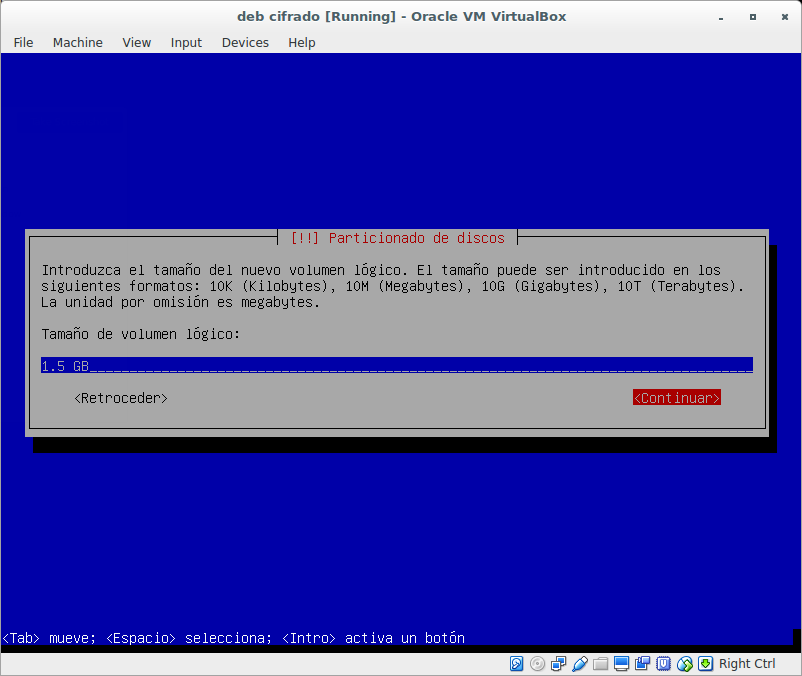 deb cifrado [Running] - Oracle VM VirtualBox
File Machine View Input Devices Help
[!!] Particionado de discos
Introduzca el tamaño del nuevo volumen lógico. El tamaño puede ser introducido en los
siguientes formatos: 10K (Kilobytes), 10M (Megabytes), 10G (Gigabytes), 10T (Terabytes).
La unidad por omisión es megabytes.
Tamaño de volumen lógico:
1.5 GB
<Retroceder> <Continuar>
<Tab> mueve; <Espacio> selecciona; <Intro> activa un botón
Right Ctrl